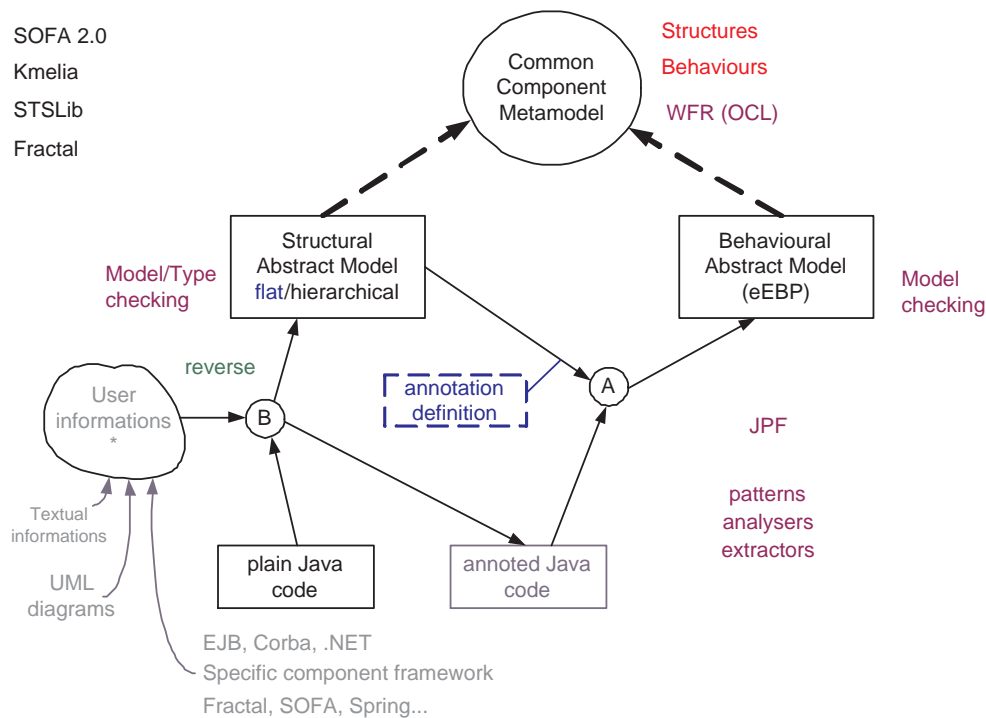 SOFA 2.0
Kmelia
STSLib
Fractal
Common
Component
Metamodel
Structures
Behaviours
WFR (OCL)
Structural
Abstract Model
flat/hierarchical
Model/Type
checking
Behavioural
Abstract Model
(eEBP)
Model
checking
reverse
User
informations
*
B
annotation
definition
A
JPF
patterns
analysers
extractors
Textual
informations
UML
diagrams
plain Java
code
annoted Java
code
EJB, Corba, .NET
Specific component framework
Fractal, SOFA, Spring...